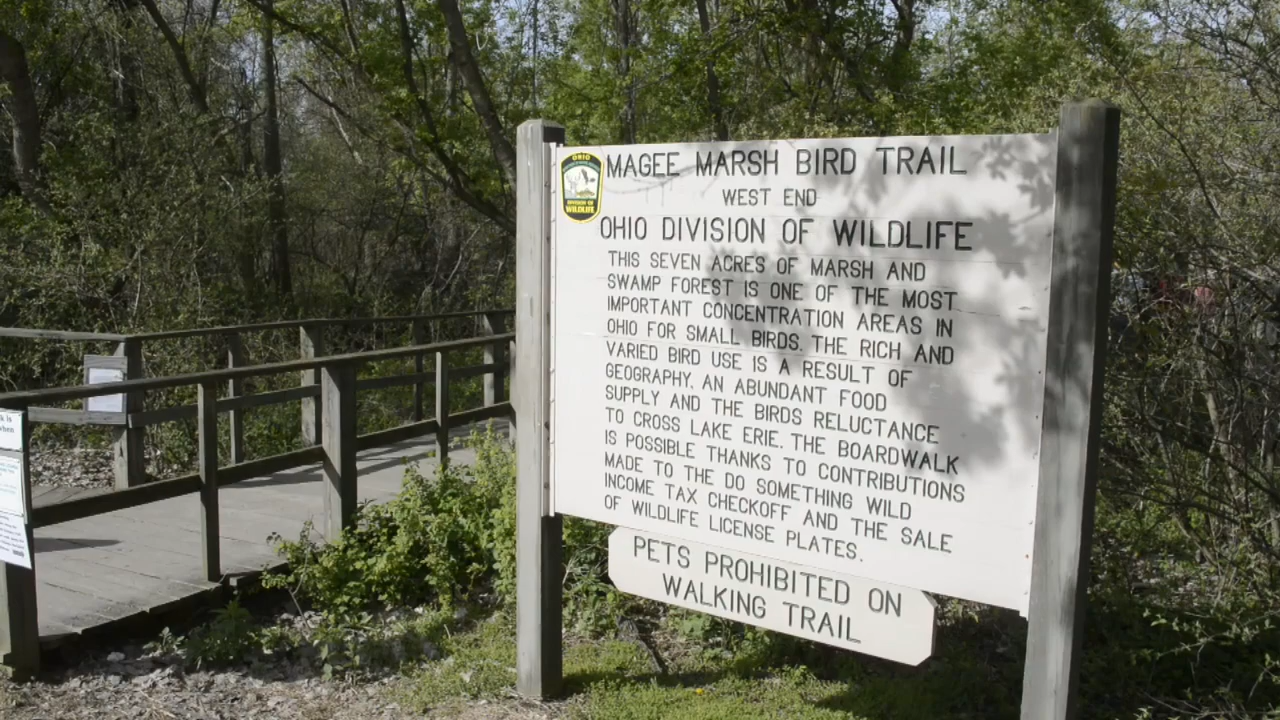 OHIO
DIVISION OF
WILDLIFE
MAGEE MARSH BIRD TRAIL
WEST END
OHIO DIVISION OF WILDLIFE
THIS SEVEN ACRES OF MARSH AND
SWAMP FOREST IS ONE OF THE MOST
IMPORTANT CONCENTRATION AREAS IN
OHIO FOR SMALL BIRDS. THE RICH AND
VARIED BIRD USE IS A RESULT OF
GEOGRAPHY. AN ABUNDANT FOOD
SUPPLY AND THE BIRDS RELUCTANCE
TO CROSS LAKE ERIE. THE BOARDWALK
IS POSSIBLE THANKS TO CONTRIBUTIONS
MADE TO THE DO SOMETHING WILD
INCOME TAX CHECKOFF AND THE SALE
OF WILDLIFE LICENSE PLATES.
PETS PROHIBITED ON
WALKING TRAIL